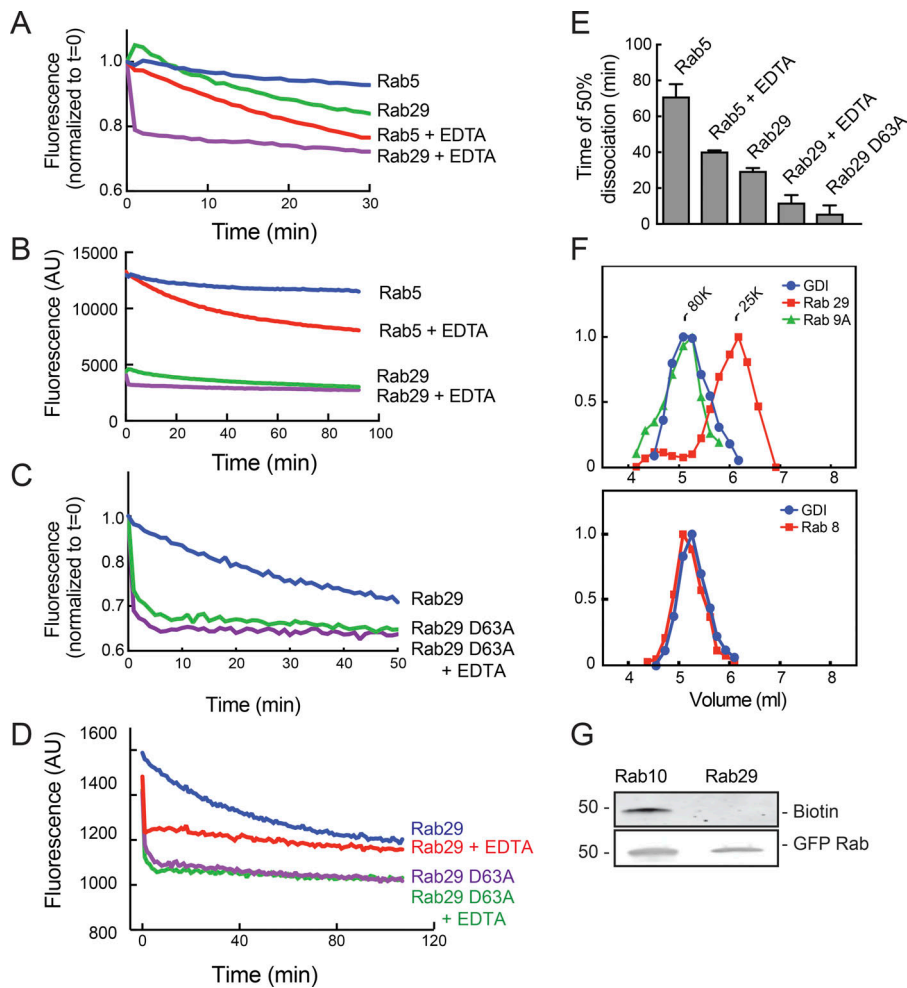 A
Fluorescence
(normalized to t=0)
1.0
0.8
0.6
0
10
20
30
Time (min)
Rab5
Rab29
Rab5 + EDTA
Rab29 + EDTA
B
Fluorescence (AU)
15000
10000
5000
0
0
20
40
60
80
100
Time (min)
Rab5
Rab5 + EDTA
Rab29
Rab29 + EDTA
C
Fluorescence
(normalized to t=0)
1.0
0.8
0.7
0.6
0
10
20
30
40
50
Time (min)
Rab29
Rab29 D63A
Rab29 D63A
+ EDTA
D
Fluorescence (AU)
1600
1400
1200
1000
800
0
40
80
120
Time (min)
Rab29
Rab29 + EDTA
Rab29 D63A
Rab29 D63A
+ EDTA
E
Time of 50%
dissociation (min)
100
80
60
40
20
0
Rab5
Rab5 + EDTA
Rab29
Rab29 + EDTA
Rab29 D63A
F
80K
25K
GDI
Rab 29
Rab 9A
1.0
0.5
0
4
5
6
7
8
GDI
Rab 8
1.0
0.5
0
4
5
6
7
8
Volume (ml)
G
Rab10
Rab29
50 -
- Biotin
50 -
- GFP Rab